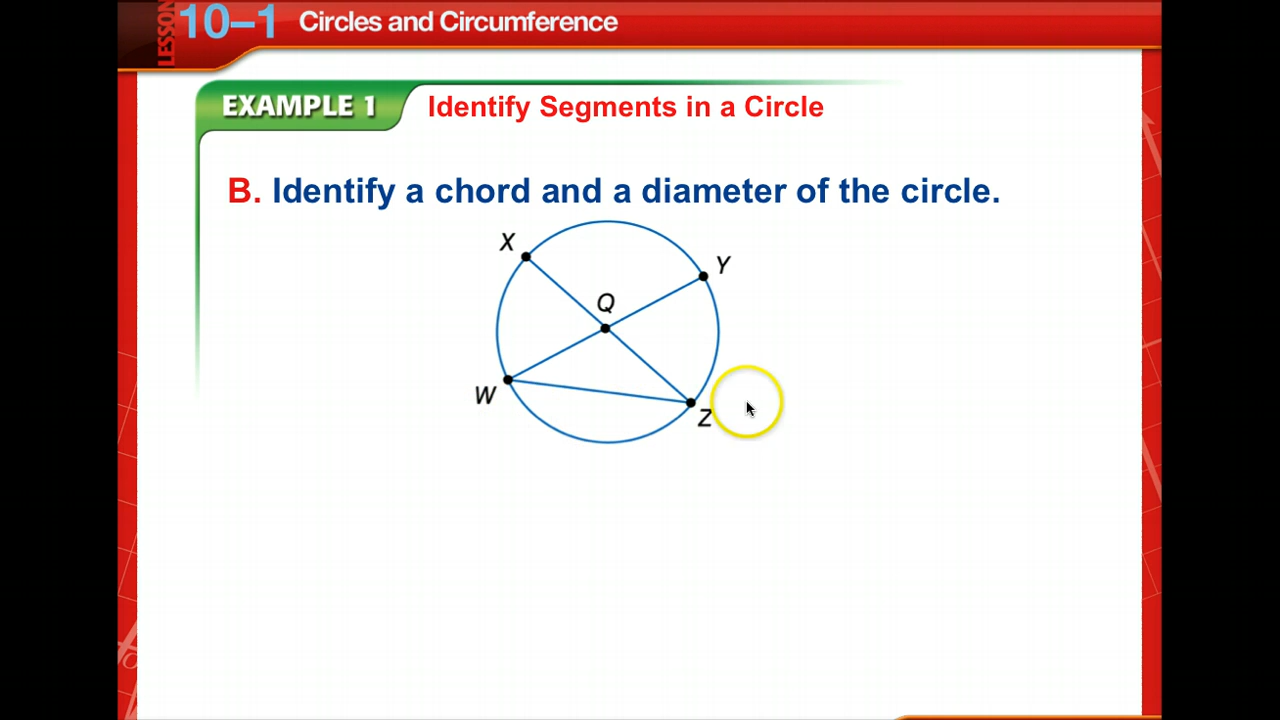 LESSON 10–1 Circles and Circumference
EXAMPLE 1 Identify Segments in a Circle
B. Identify a chord and a diameter of the circle.
X
Y
Q
W
Z